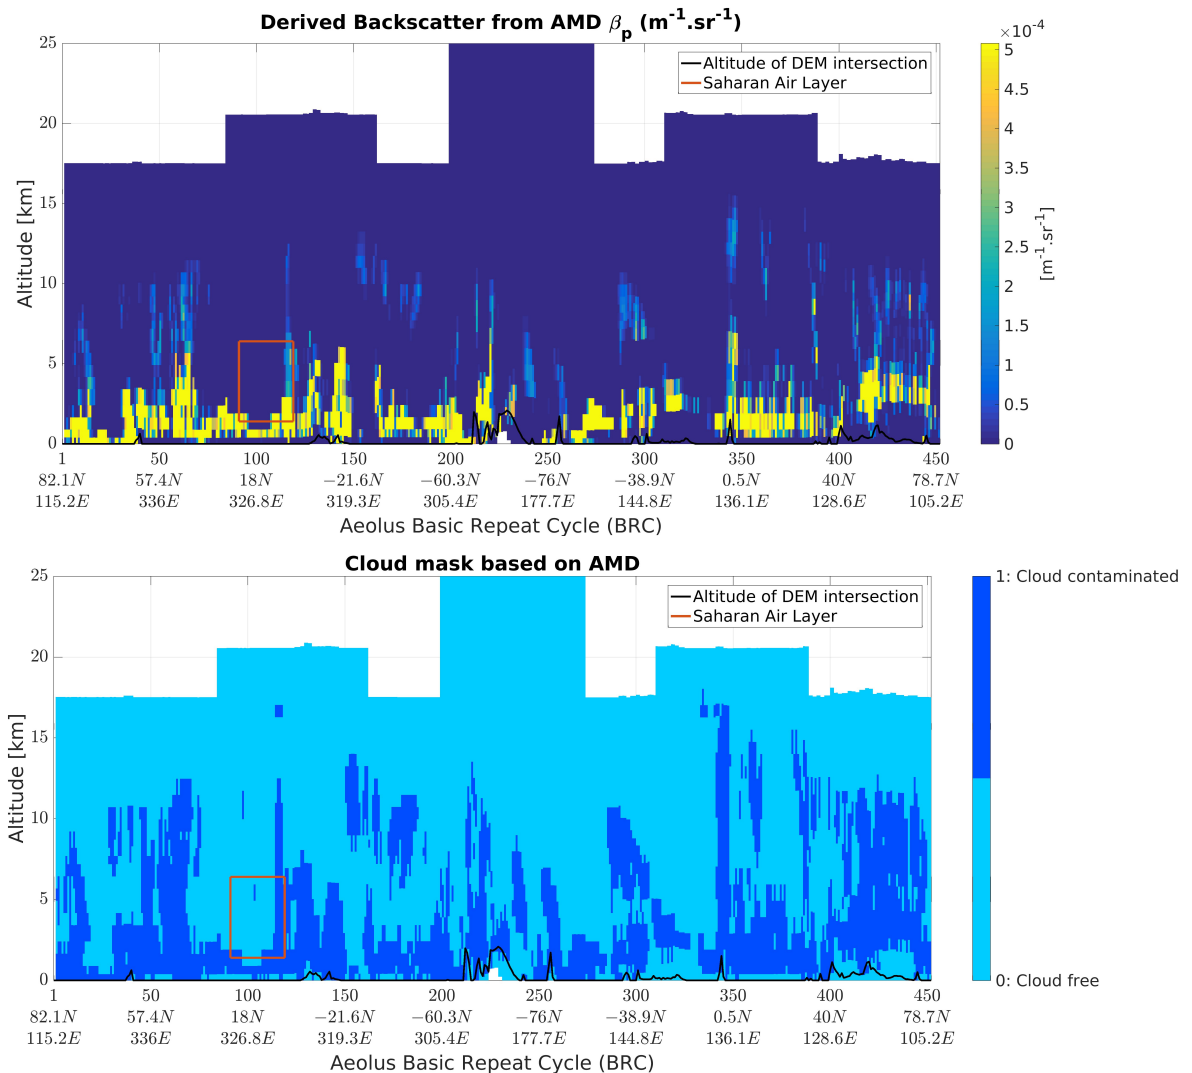 Derived Backscatter from AMD βp (m-1.sr-1)
×10-4
25
20
15
10
5
0
Altitude [km]
Altitude of DEM intersection
Saharan Air Layer
5
4.5
4
3.5
3
2.5
2
1.5
1
0.5
0
[m-1.sr-1]
1 50 100 150 200 250 300 350 400 450
82.1N 57.4N 18N −21.6N −60.3N −76N −38.9N 0.5N 40N 78.7N
115.2E 336E 326.8E 319.3E 305.4E 177.7E 144.8E 136.1E 128.6E 105.2E
Aeolus Basic Repeat Cycle (BRC)
Cloud mask based on AMD
25
20
15
10
5
0
Altitude [km]
Altitude of DEM intersection
Saharan Air Layer
1: Cloud contaminated
0: Cloud free
1 50 100 150 200 250 300 350 400 450
82.1N 57.4N 18N −21.6N −60.3N −76N −38.9N 0.5N 40N 78.7N
115.2E 336E 326.8E 319.3E 305.4E 177.7E 144.8E 136.1E 128.6E 105.2E
Aeolus Basic Repeat Cycle (BRC)